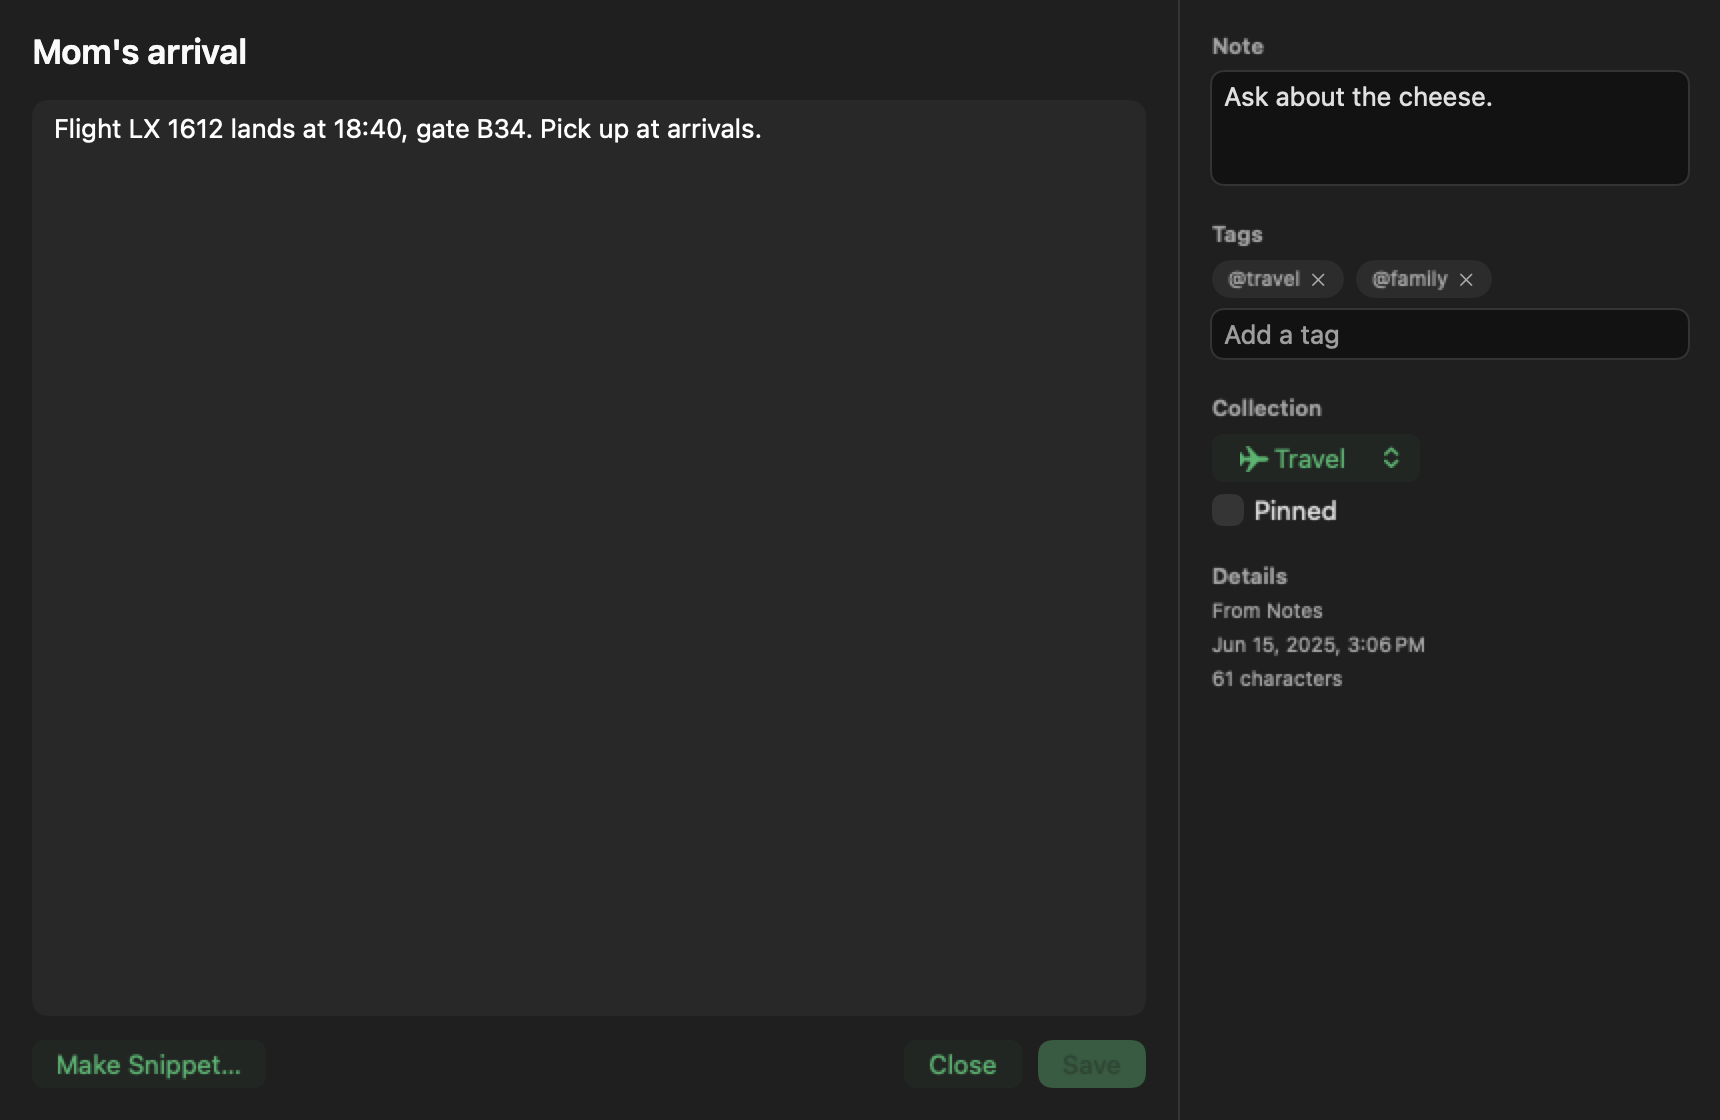 Mom's arrival
Flight LX 1612 lands at 18:40, gate B34. Pick up at arrivals.
Make Snippet...
Close
Save
Note
Ask about the cheese.
Tags
@travel
@family
Add a tag
Collection
Travel
Pinned
Details
From Notes
Jun 15, 2025, 3:06 PM
61 characters